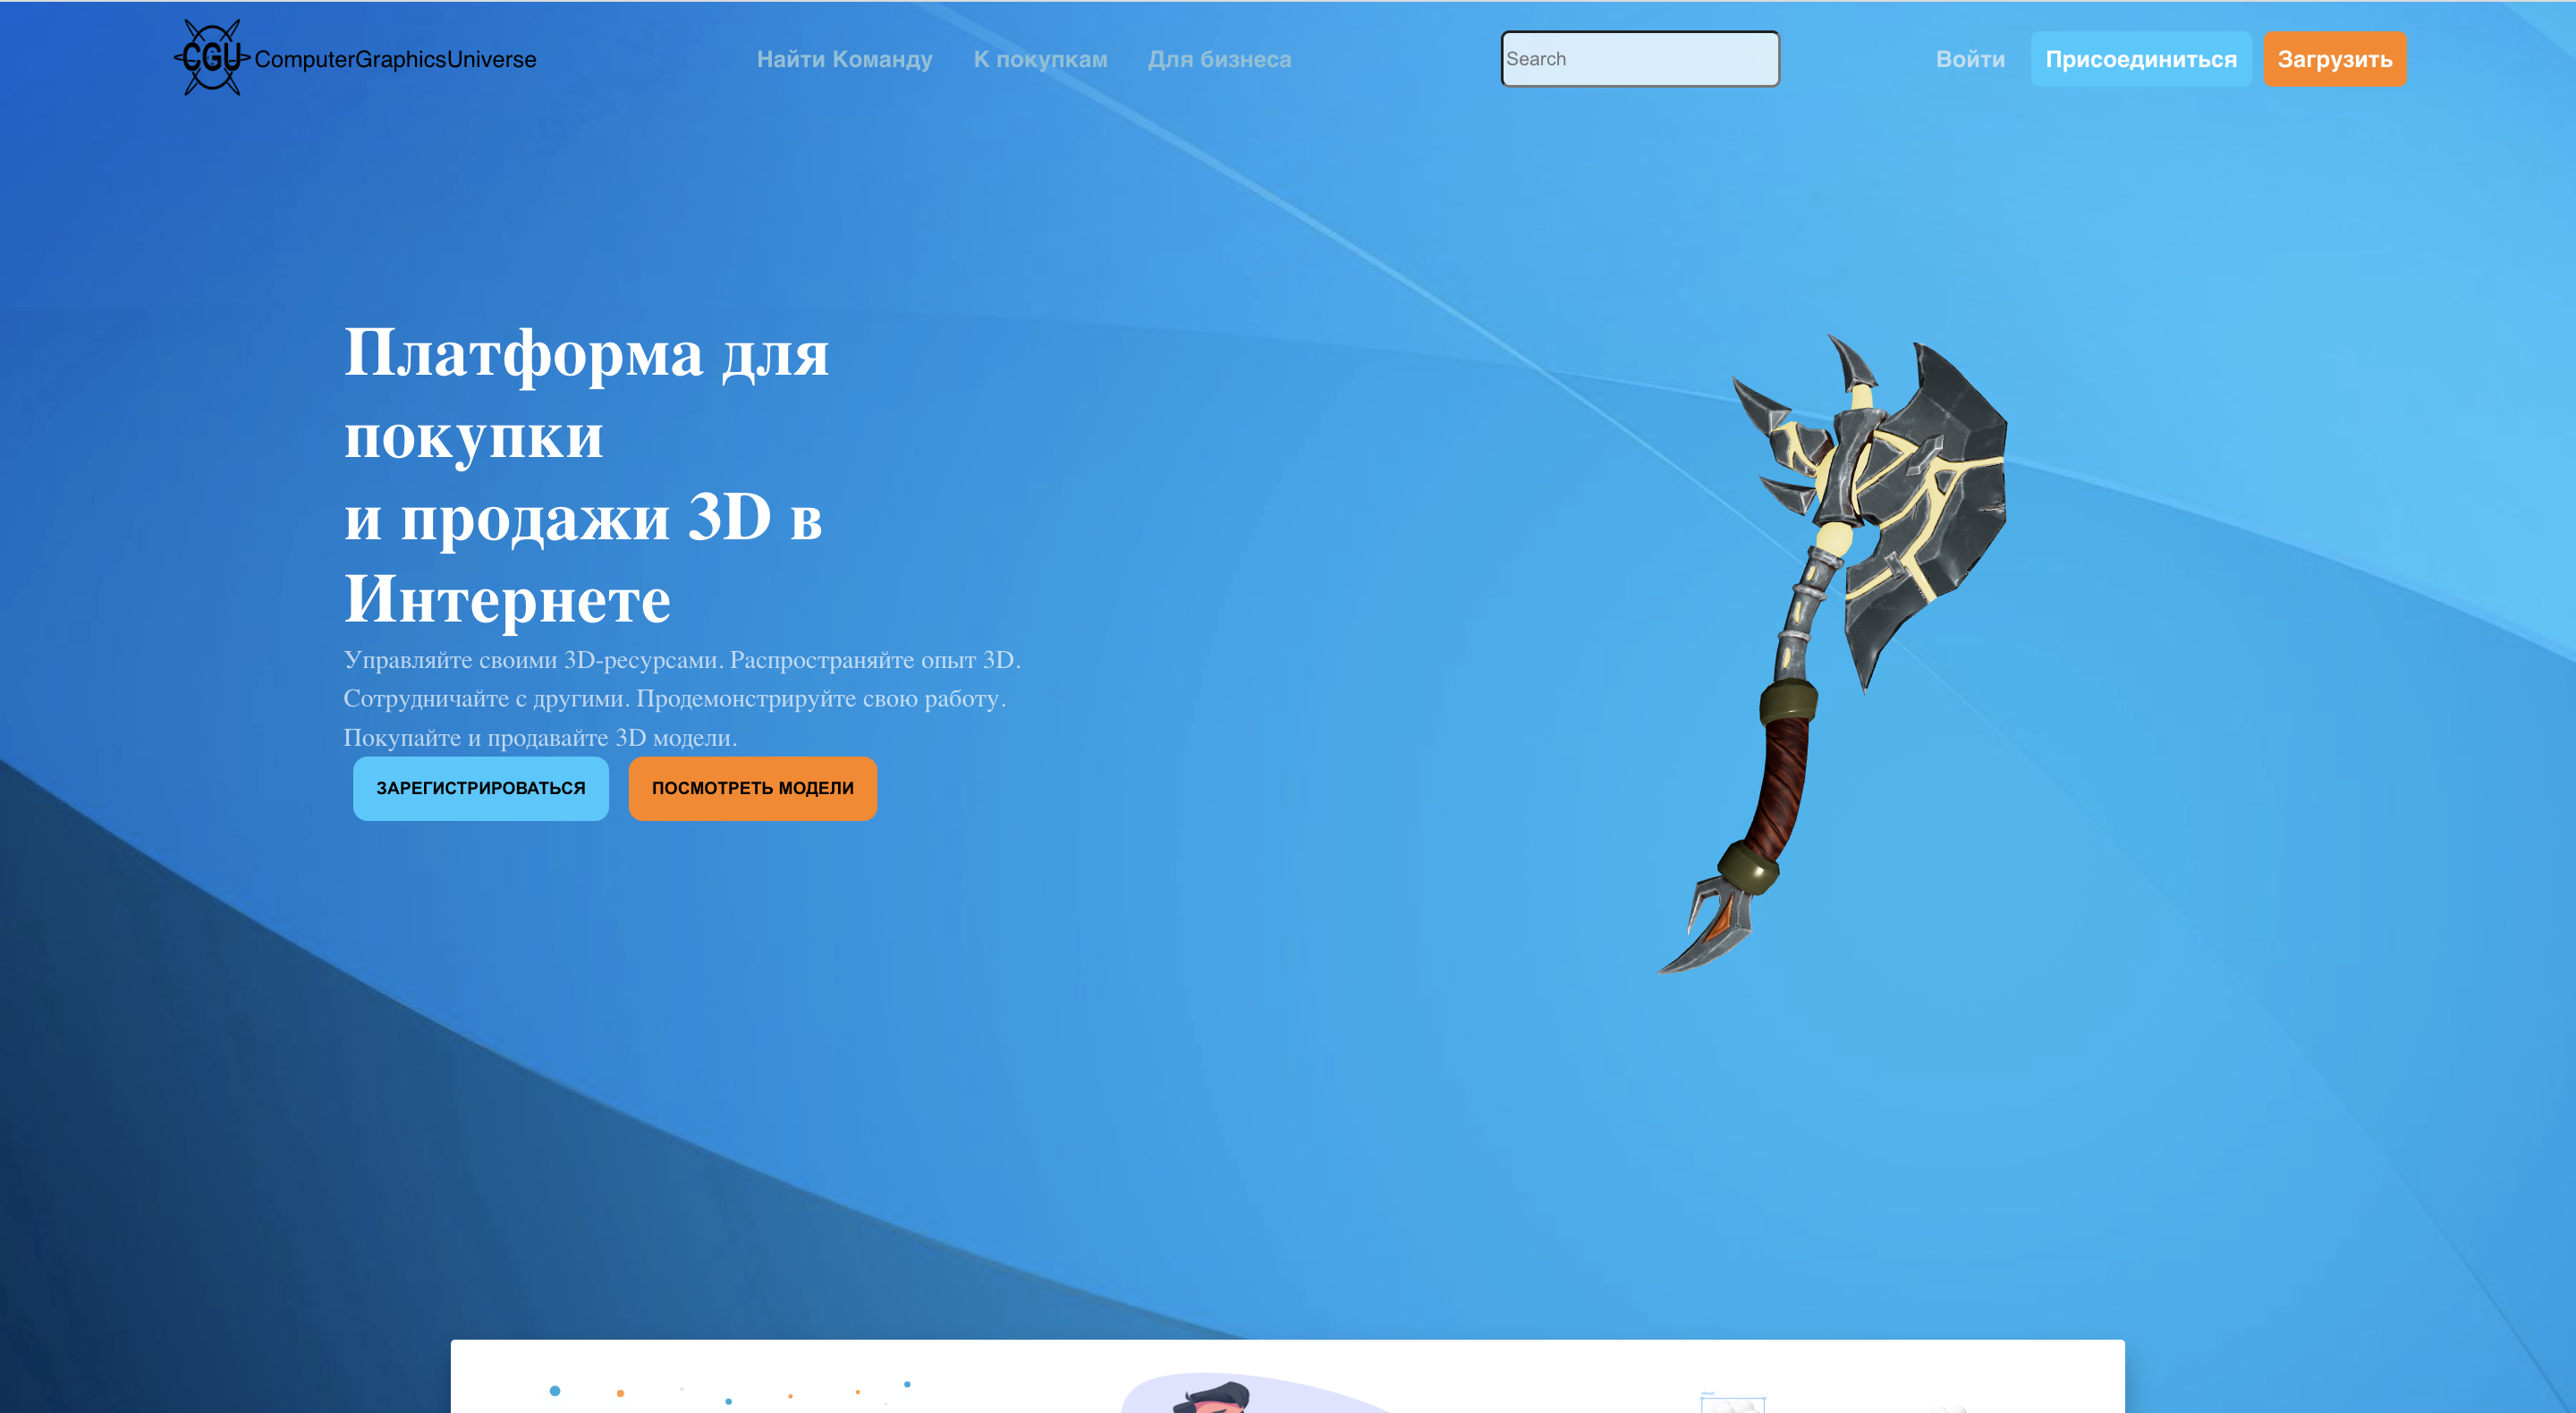 CGU ComputerGraphicsUniverse
Найти Команду К покупкам Для бизнеса
Search
Войти Присоединиться Загрузить
Платформа для
покупки
и продажи 3D в
Интернете
Управляйте своими 3D-ресурсами. Распространяйте опыт 3D.
Сотрудничайте с другими. Продемонстрируйте свою работу.
Покупайте и продавайте 3D модели.
ЗАРЕГИСТРИРОВАТЬСЯ ПОСМОТРЕТЬ МОДЕЛИ